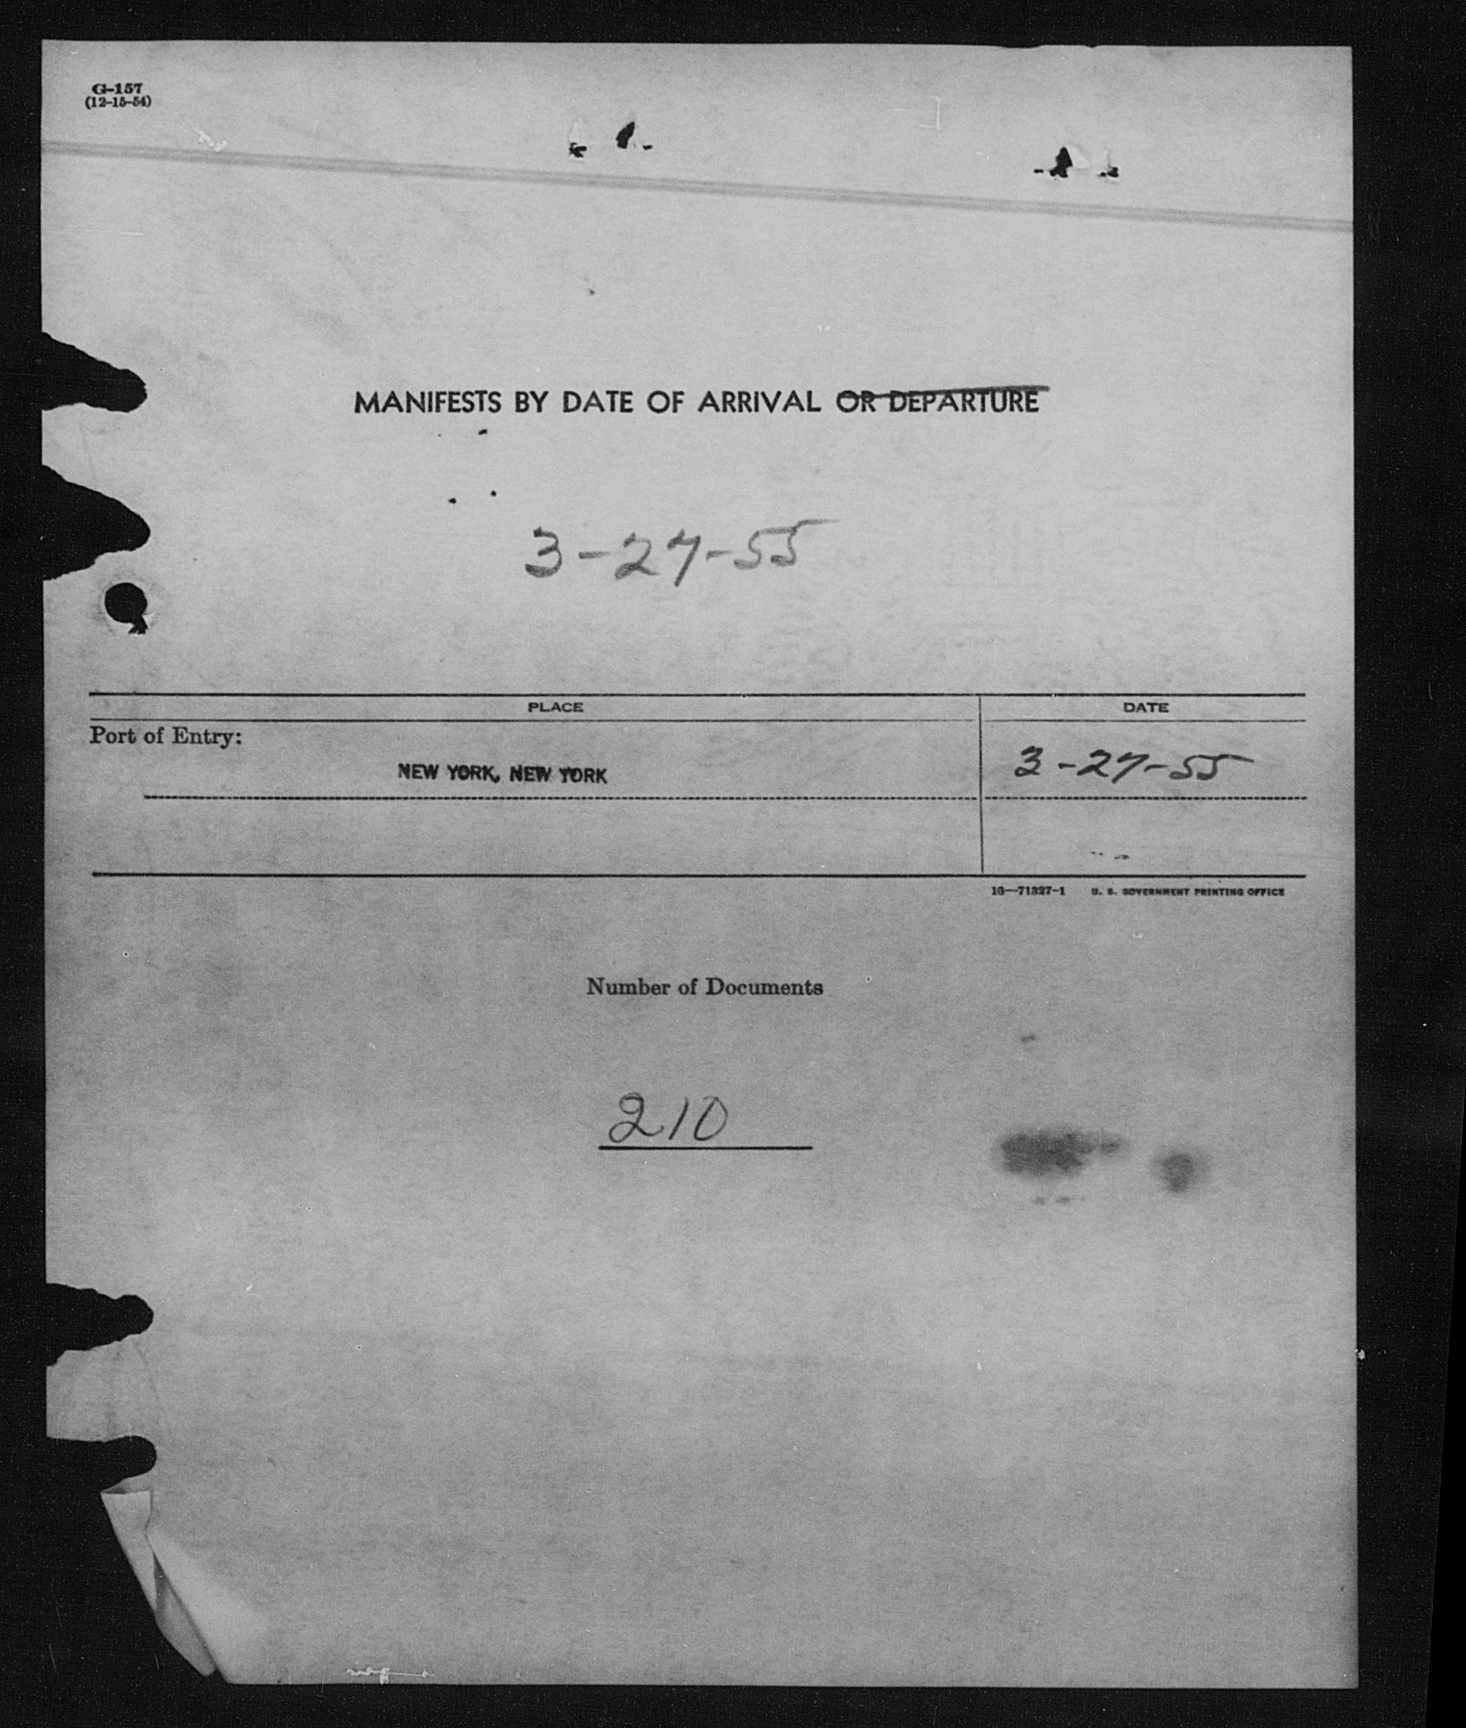 G-157
(12-15-54)
MANIFESTS BY DATE OF ARRIVAL OR DEPARTURE
3-27-55
PLACE
DATE
Port of Entry:
NEW YORK, NEW YORK
3-27-55
16—71327-1 U. S. GOVERNMENT PRINTING OFFICE
Number of Documents
210